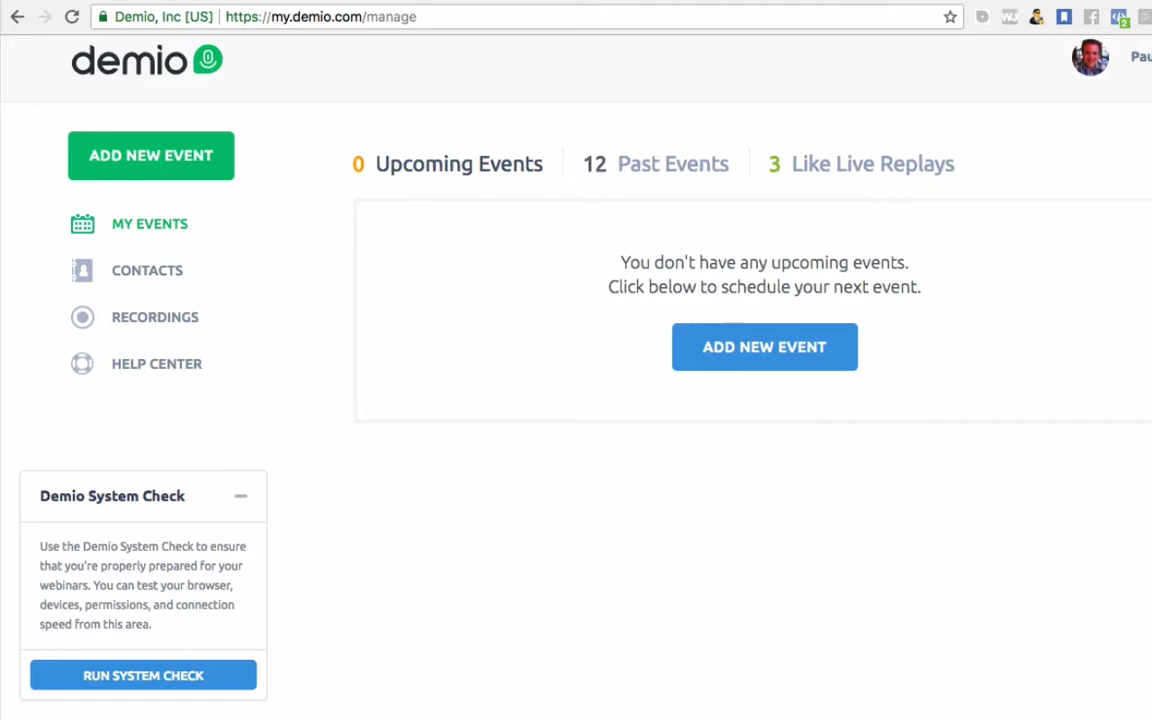 Demio, Inc [US] https://my.demio.com/manage
2
demio
Pau
ADD NEW EVENT
0 Upcoming Events 12 Past Events 3 Like Live Replays
MY EVENTS
CONTACTS
RECORDINGS
HELP CENTER
You don't have any upcoming events.
Click below to schedule your next event.
ADD NEW EVENT
Demio System Check
Use the Demio System Check to ensure
that you're properly prepared for your
webinars. You can test your browser,
devices, permissions, and connection
speed from this area.
RUN SYSTEM CHECK